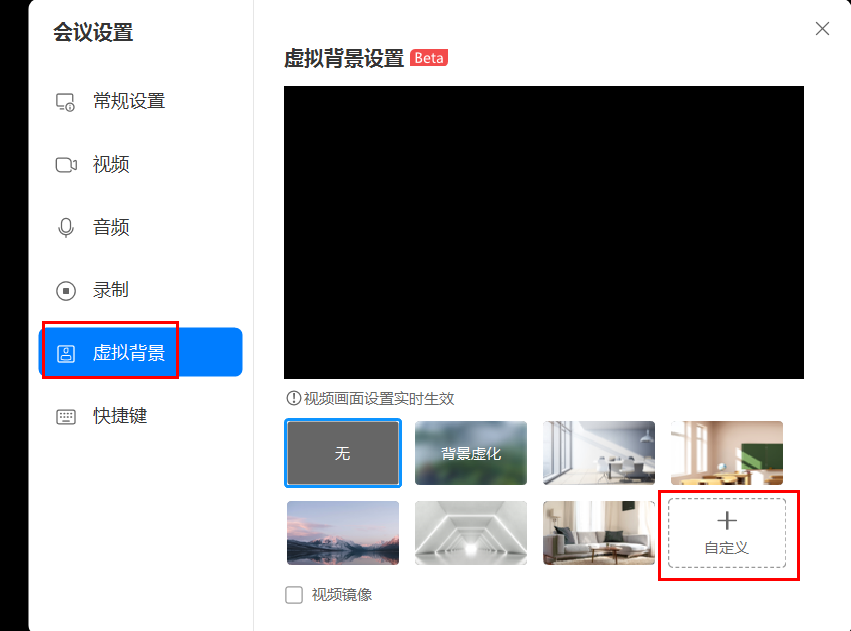 会议设置
常规设置
视频
音频
录制
虚拟背景
快捷键
虚拟背景设置 Beta
视频画面设置实时生效
无
背景虚化
自定义
视频镜像